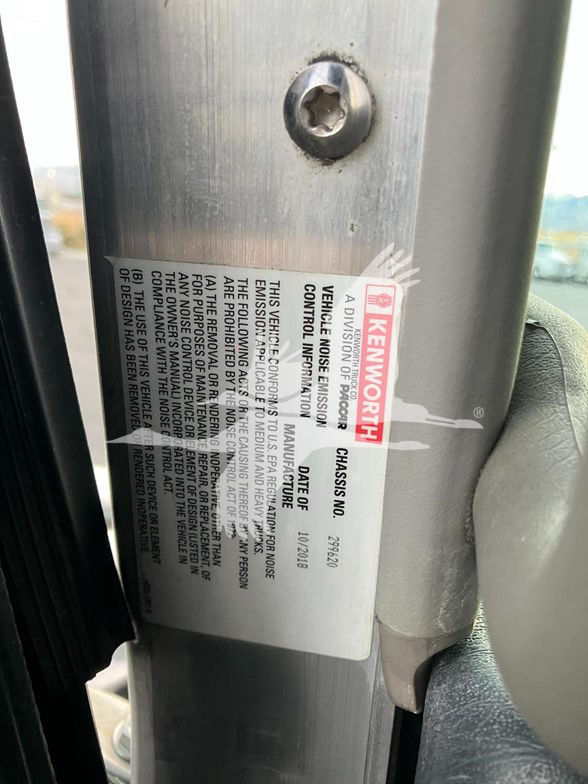 KENWORTH
KENWORTH TRUCK CO.
A DIVISION OF PACCAR
CHASSIS NO. 299620
VEHICLE NOISE EMISSION
CONTROL INFORMATION
DATE OF
MANUFACTURE
10/2018
THIS VEHICLE CONFORMS TO U.S. EPA REGULATION FOR NOISE
EMISSION APPLICABLE TO MEDIUM AND HEAVY TRUCKS.
THE FOLLOWING ACTS OR THE CAUSING THEREOF BY ANY PERSON
ARE PROHIBITED BY THE NOISE CONTROL ACT OF 1972
(A) THE REMOVAL OR RENDERING INOPERATIVE, OTHER THAN
FOR PURPOSES OF MAINTENANCE, REPAIR, OR REPLACEMENT, OF
ANY NOISE CONTROL DEVICE OR ELEMENT OF DESIGN (LISTED IN
THE OWNER'S MANUAL) INCORPORATED INTO THE VEHICLE IN
COMPLIANCE WITH THE NOISE CONTROL ACT.
(B) THE USE OF THIS VEHICLE AFTER SUCH DEVICE OR ELEMENT
OF DESIGN HAS BEEN REMOVED OR RENDERED INOPERATIVE.
®